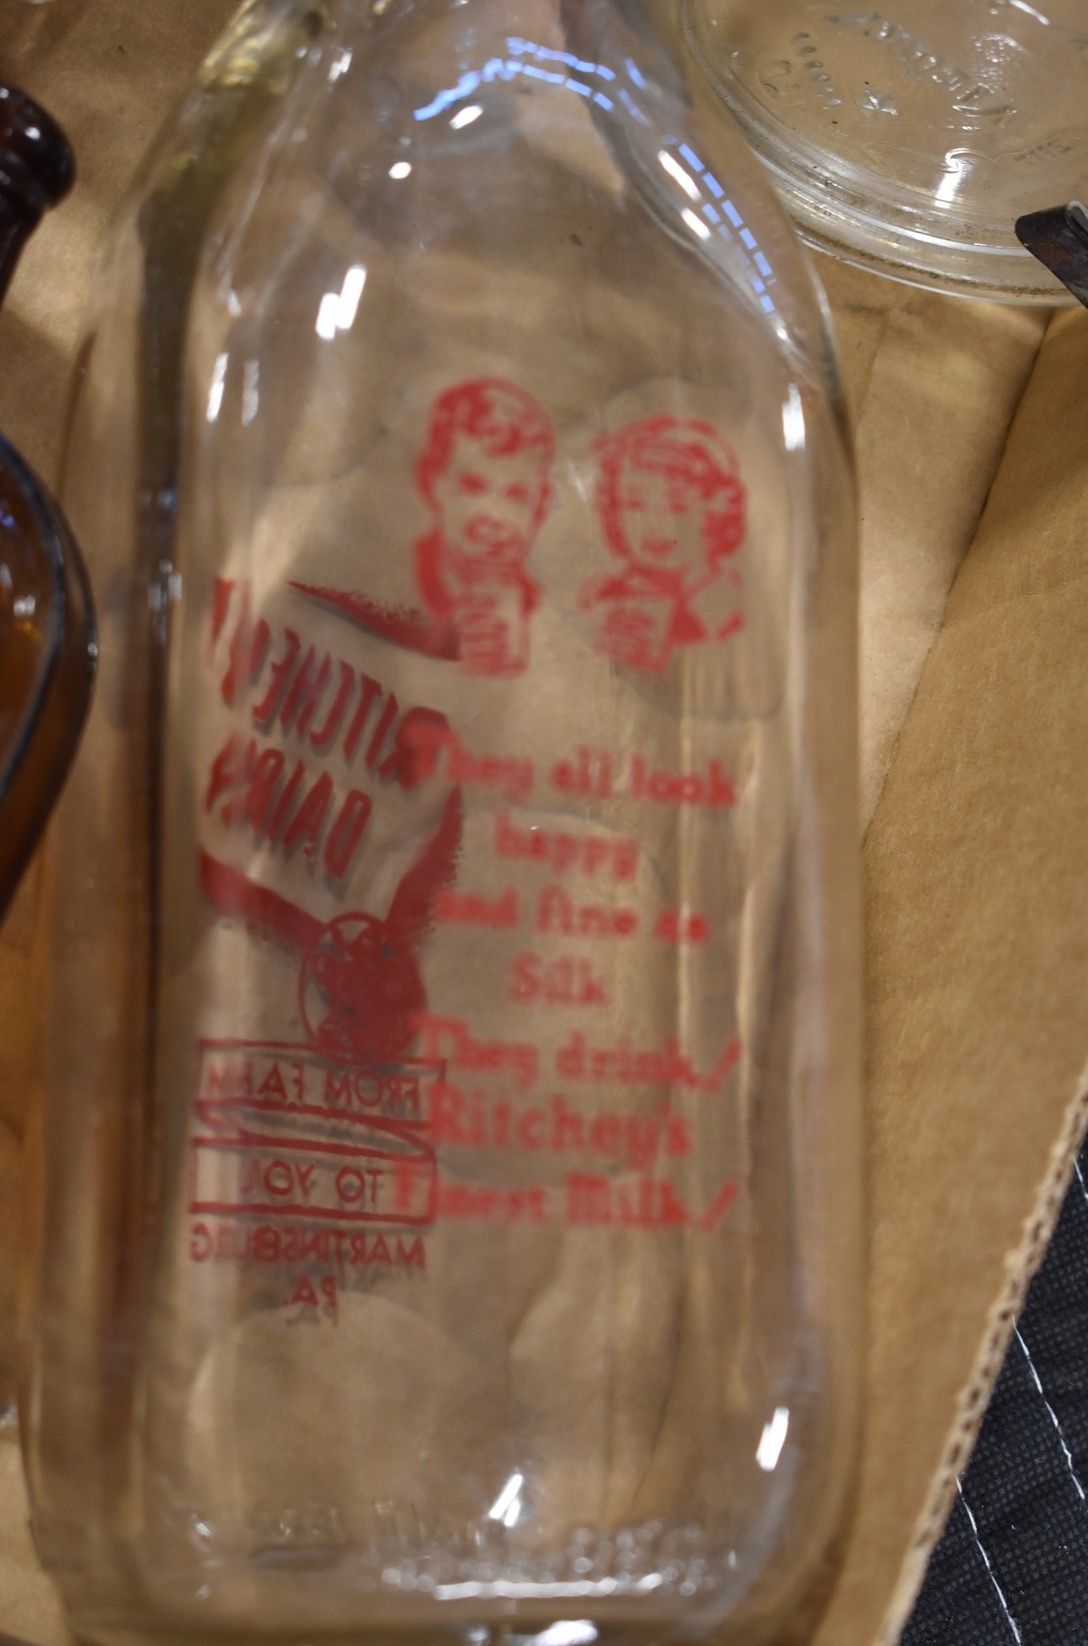 They all look
happy
and fine as
Silk
They drink!
Ritchey's
Finest Milk!
RITCHEY
DAIRY
FROM FARM
TO YOU
MARTINSBURG
PA.